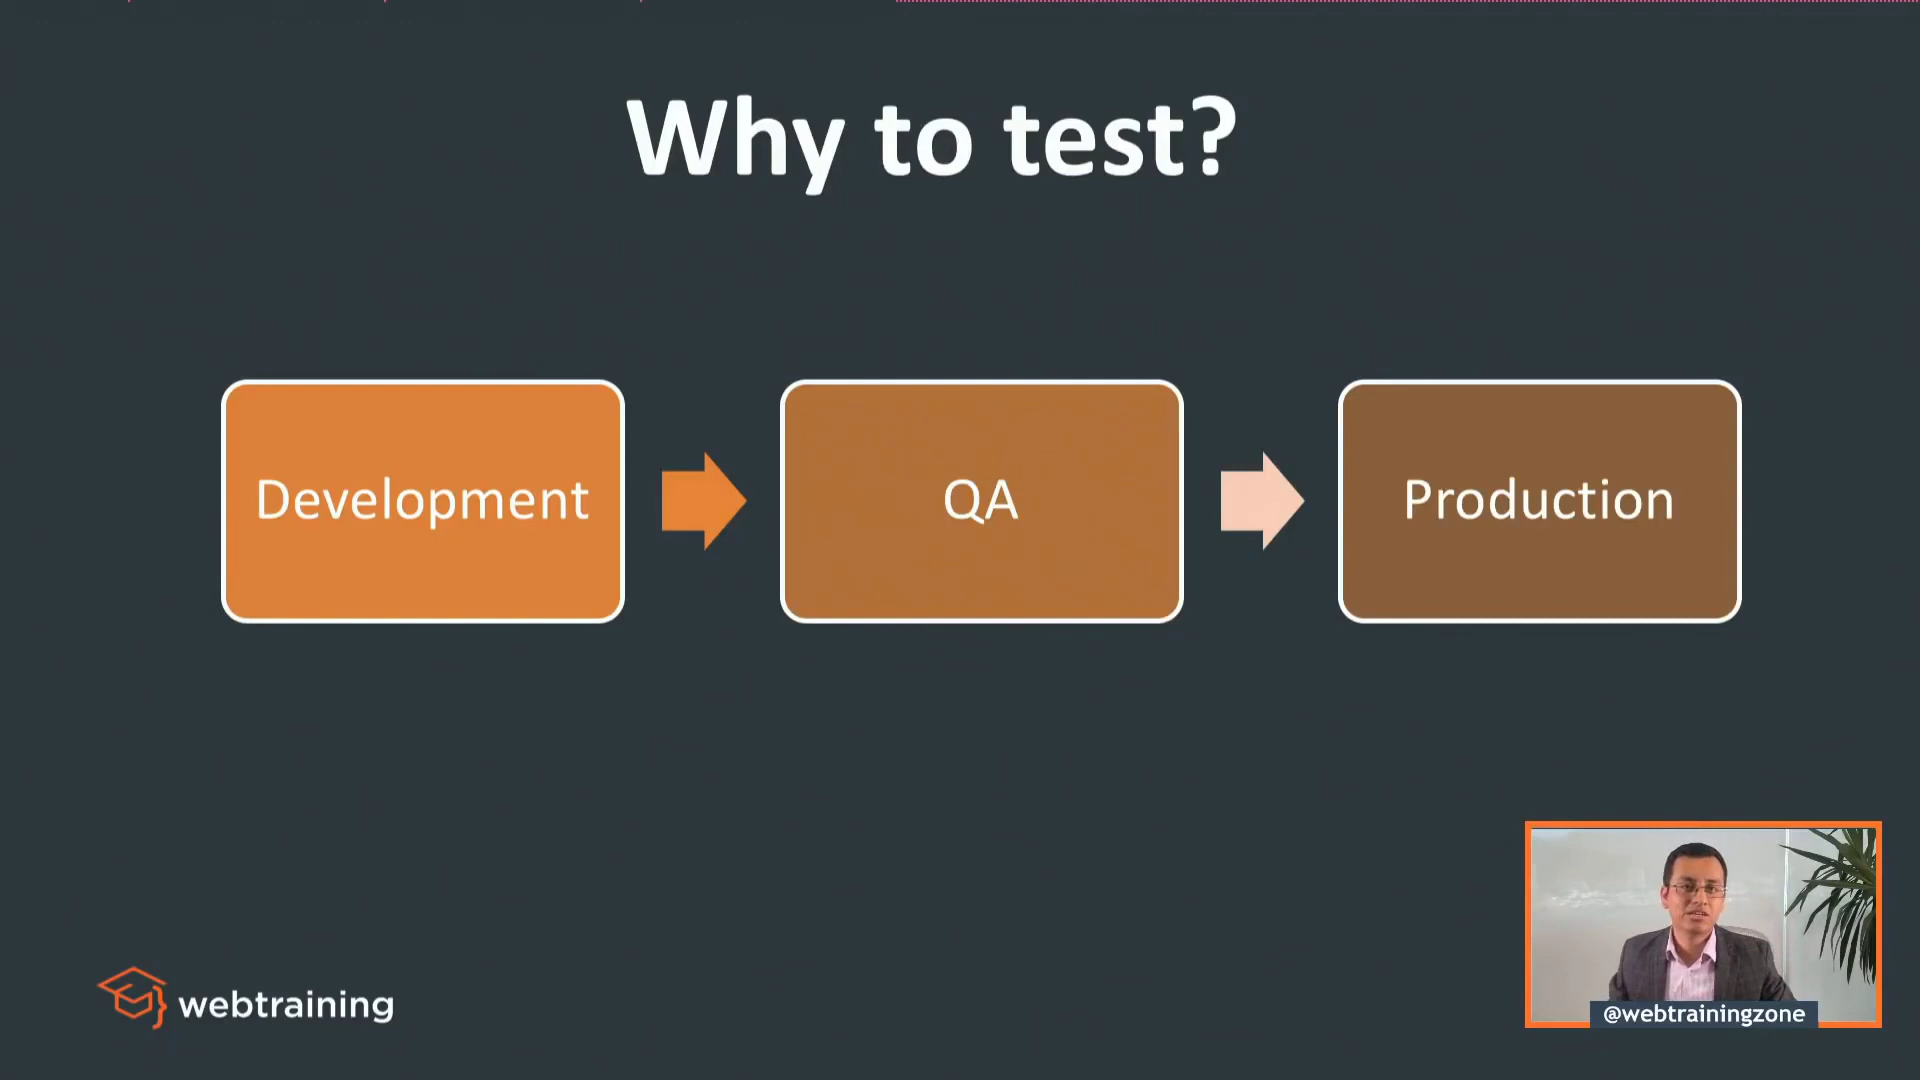 Why to test?
Development
QA
Production
webtraining
@webtrainingzone